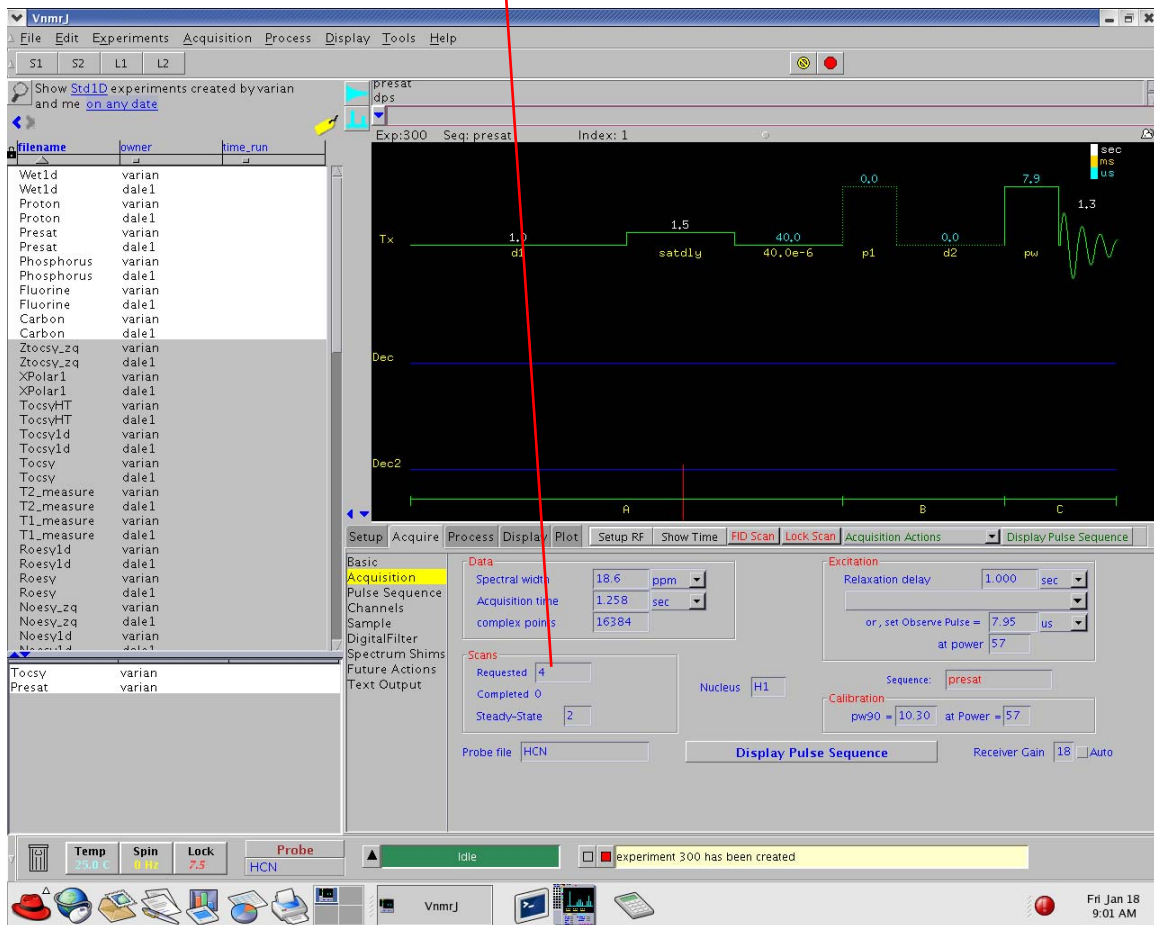 VnmrJ
File Edit Experiments Acquisition Process Display Tools Help
S1 S2 L1 L2
Show Std1D experiments created by varian
and me on any date
presat
dps
Exp:300 Seq: presat Index: 1
filename owner time_run
Wet1d varian
Wet1d dale1
Proton varian
Proton dale1
Presat varian
Presat dale1
Phosphorus varian
Phosphorus dale1
Fluorine varian
Fluorine dale1
Carbon varian
Carbon dale1
Ztocsy_zq varian
Ztocsy_zq dale1
XPolar1 varian
XPolar1 dale1
TocsyHT varian
TocsyHT dale1
Tocsy1d varian
Tocsy1d dale1
Tocsy varian
Tocsy dale1
T2_measure varian
T2_measure dale1
T1_measure varian
T1_measure dale1
Roesy1d varian
Roesy1d dale1
Roesy varian
Roesy dale1
Noesy_zq varian
Noesy_zq dale1
Noesy1d varian
Noesy1d dale1
Tocsy varian
Presat varian
sec
ms
us
0.0 7.9
1.3
1.5
Tx 1.0 40.0 0.0
d1 satdly 40.0e-6 p1 d2 pw
Dec
Dec2
A B C
Setup Acquire Process Display Plot Setup RF Show Time FID Scan Lock Scan Acquisition Actions Display Pulse Sequence
Basic
Acquisition
Pulse Sequence
Channels
Sample
DigitalFilter
Spectrum Shims
Future Actions
Text Output
Data
Spectral width 18.6 ppm
Acquisition time 1.258 sec
complex points 16384
Scans
Requested 4
Completed 0
Steady-State 2
Nucleus H1
Probe file HCN
Excitation
Relaxation delay 1.000 sec
or , set Observe Pulse = 7.95 us
at power 57
Sequence: presat
Calibration
pw90 = 10.30 at Power = 57
Display Pulse Sequence
Receiver Gain 18 Auto
Temp Spin Lock Probe
25.0 C 0 Hz 7.5 HCN
Idle
experiment 300 has been created
VnmrJ
Fri Jan 18
9:01 AM